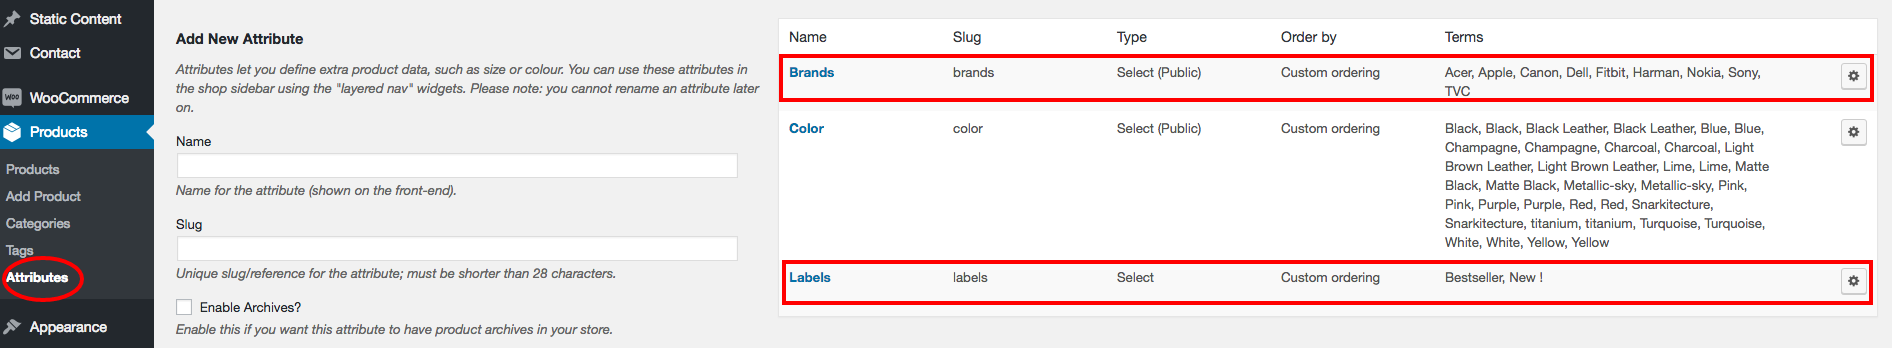 Static Content
Contact
WOO
WooCommerce
Products
Products
Add Product
Categories
Tags
Attributes
Appearance
Add New Attribute
Attributes let you define extra product data, such as size or colour. You can use these attributes in
the shop sidebar using the "layered nav" widgets. Please note: you cannot rename an attribute later
on.
Name
Name for the attribute (shown on the front-end).
Slug
Unique slug/reference for the attribute; must be shorter than 28 characters.
Enable Archives?
Enable this if you want this attribute to have product archives in your store.
Name Slug Type Order by Terms
Brands brands Select (Public) Custom ordering Acer, Apple, Canon, Dell, Fitbit, Harman, Nokia, Sony,
TVC
Color color Select (Public) Custom ordering Black, Black, Black Leather, Black Leather, Blue, Blue,
Champagne, Champagne, Charcoal, Charcoal, Light
Brown Leather, Light Brown Leather, Lime, Lime, Matte
Black, Matte Black, Metallic-sky, Metallic-sky, Pink,
Pink, Purple, Purple, Red, Red, Snarkitecture,
Snarkitecture, titanium, titanium, Turquoise, Turquoise,
White, White, Yellow, Yellow
Labels labels Select Custom ordering Bestseller, New !